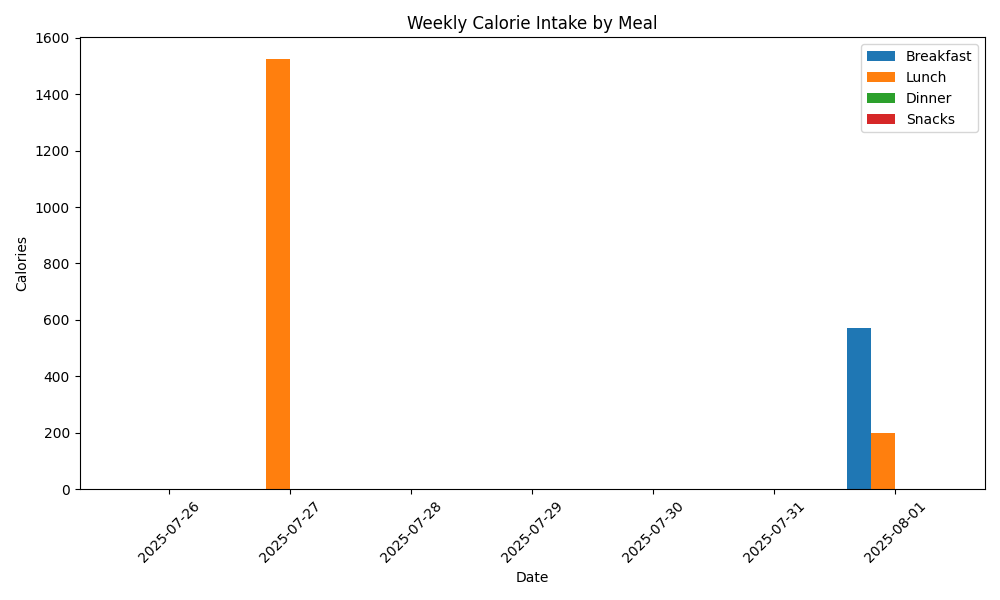 Weekly Calorie Intake by Meal
1600
1400
1200
1000
800
600
400
200
0
Calories
Breakfast
Lunch
Dinner
Snacks
2025-07-26
2025-07-27
2025-07-28
2025-07-29
2025-07-30
2025-07-31
2025-08-01
Date